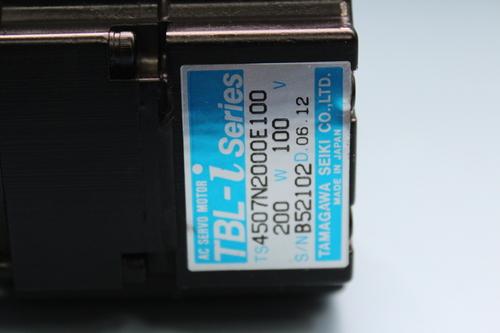 AC SERVO MOTOR
TBL-i Series
TS4507N2000E100
200 W 100 V
S/N B52102D.06.12
TAMAGAWA SEIKI CO.,LTD.
MADE IN JAPAN